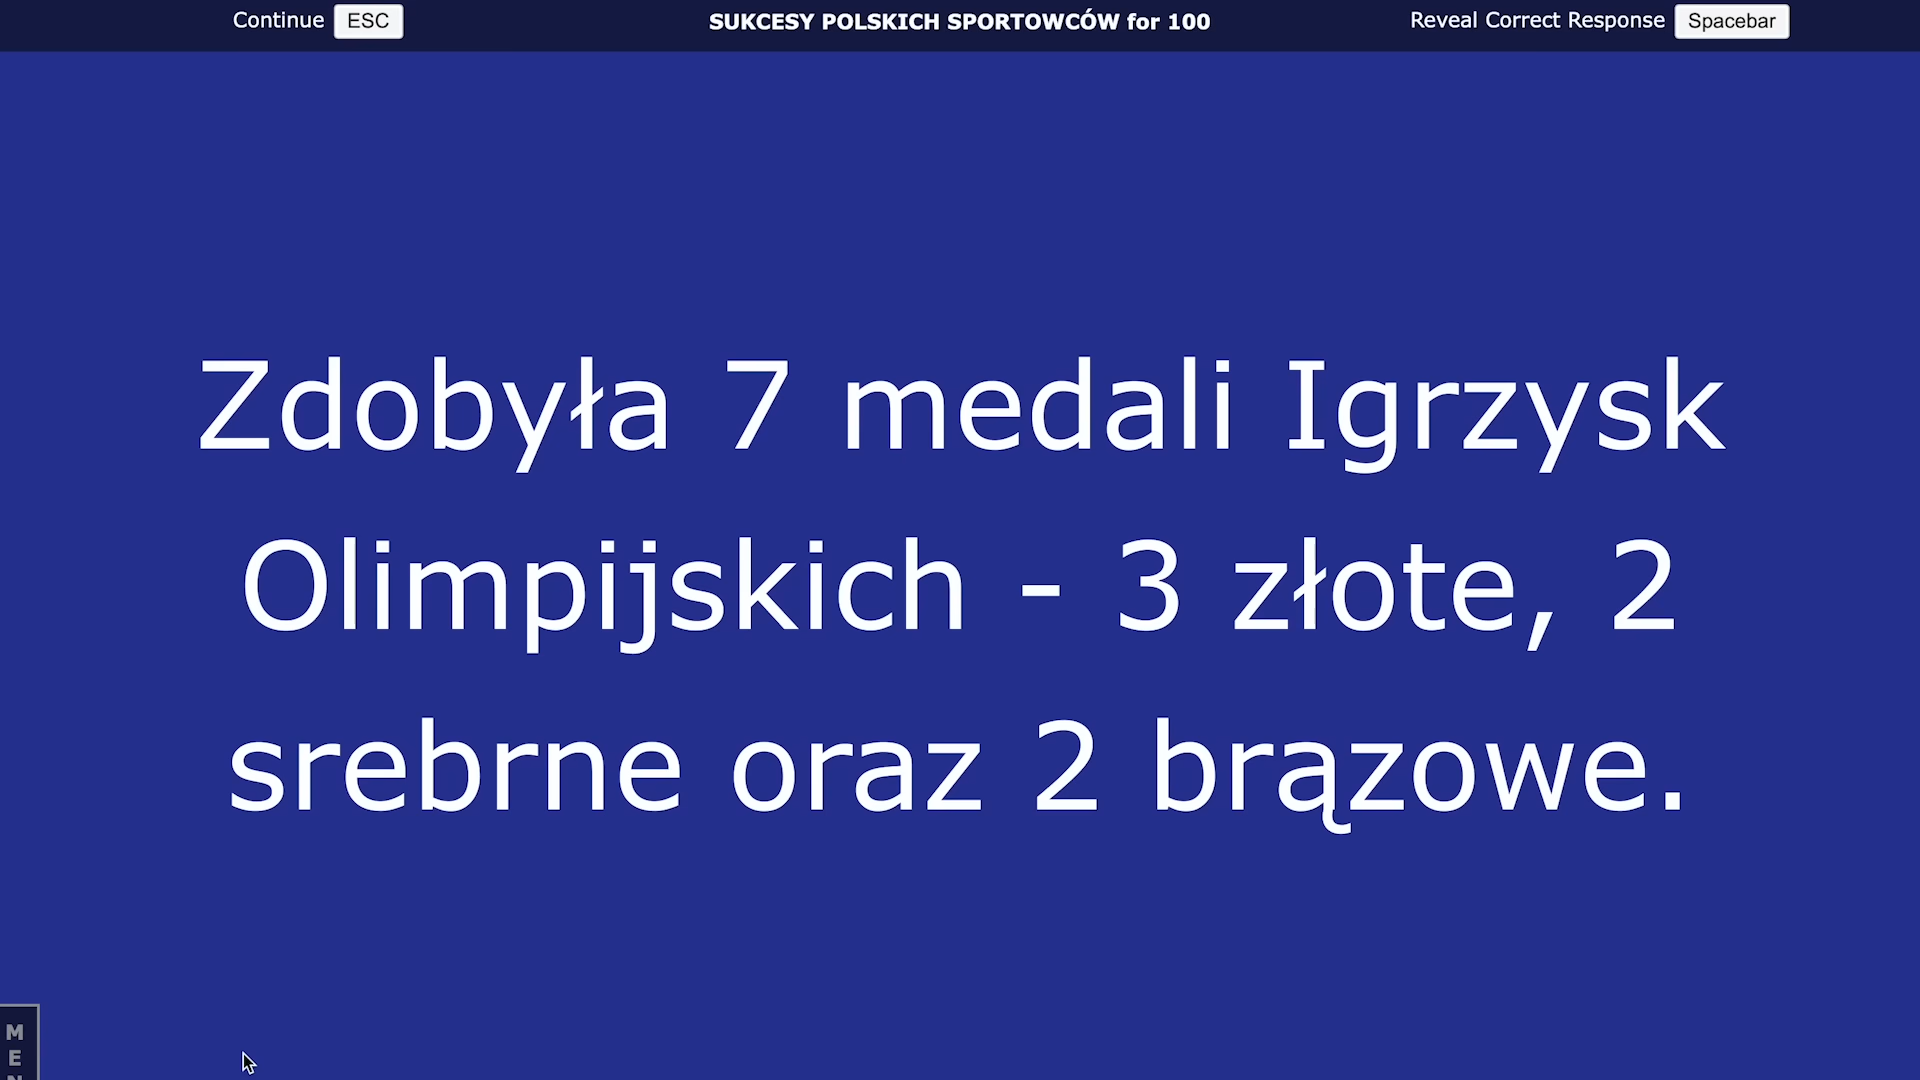 Continue ESC SUKCESY POLSKICH SPORTOWCÓW for 100 Reveal Correct Response Spacebar
Zdobyła 7 medali Igrzysk
Olimpijskich - 3 złote, 2
srebrne oraz 2 brązowe.
M
E
N